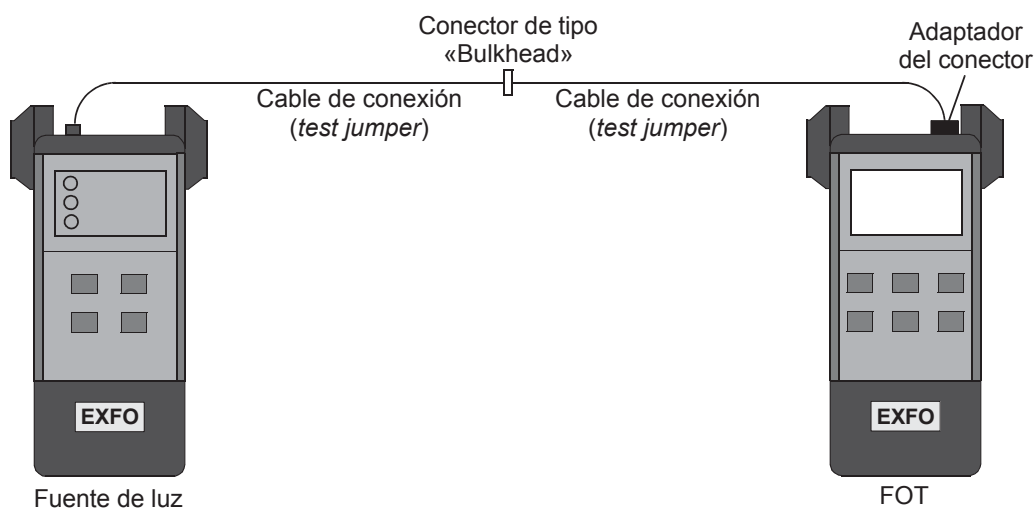 Conector de tipo
«Bulkhead»
Adaptador
del conector
Cable de conexión
(test jumper)
Cable de conexión
(test jumper)
EXFO
EXFO
Fuente de luz
FOT